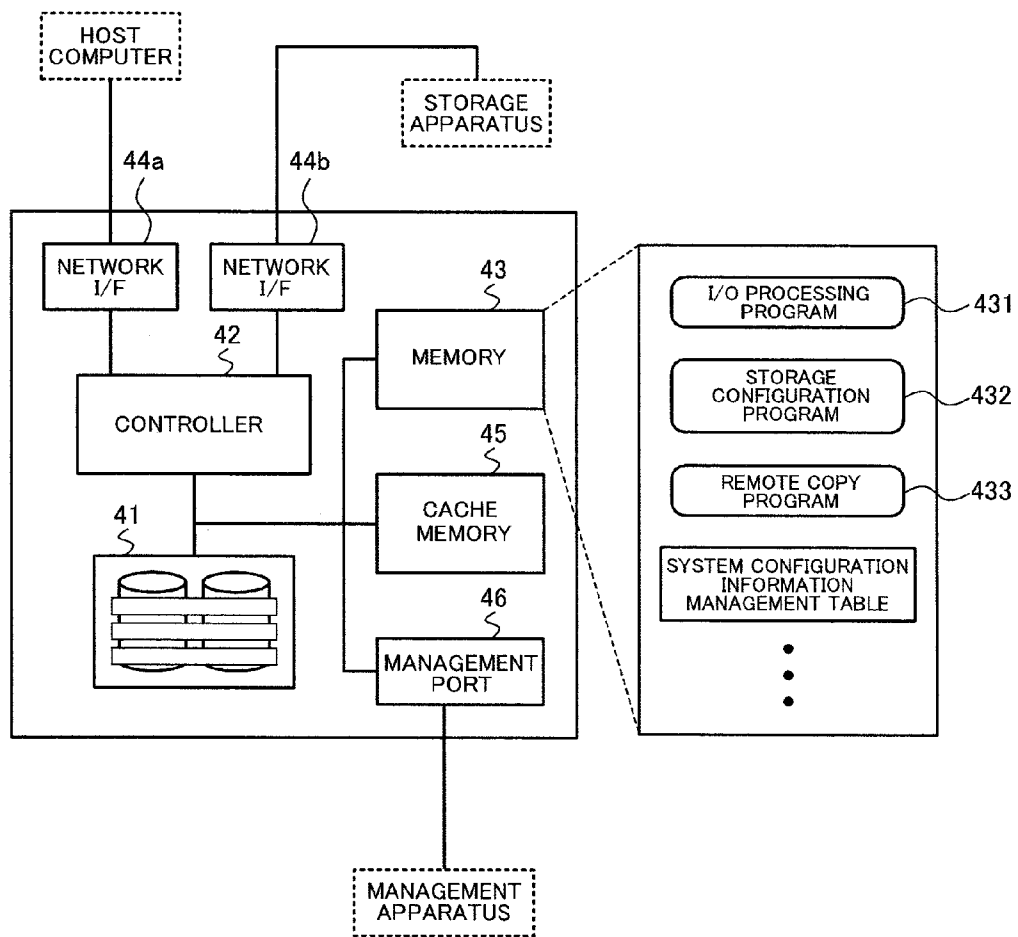 HOST
COMPUTER
STORAGE
APPARATUS
44a
44b
NETWORK
I/F
NETWORK
I/F
43
MEMORY
42
CONTROLLER
45
CACHE
MEMORY
41
46
MANAGEMENT
PORT
I/O PROCESSING
PROGRAM
431
STORAGE
CONFIGURATION
PROGRAM
432
REMOTE COPY
PROGRAM
433
SYSTEM CONFIGURATION
INFORMATION
MANAGEMENT TABLE
MANAGEMENT
APPARATUS